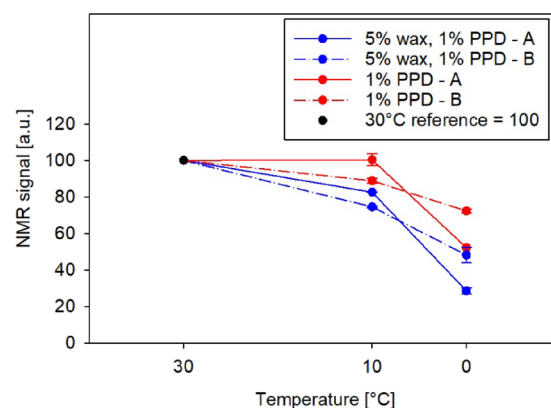 5% wax, 1% PPD - A
5% wax, 1% PPD - B
1% PPD - A
1% PPD - B
30°C reference = 100
NMR signal [a.u.]
120
100
80
60
40
20
0
30
10
0
Temperature [°C]